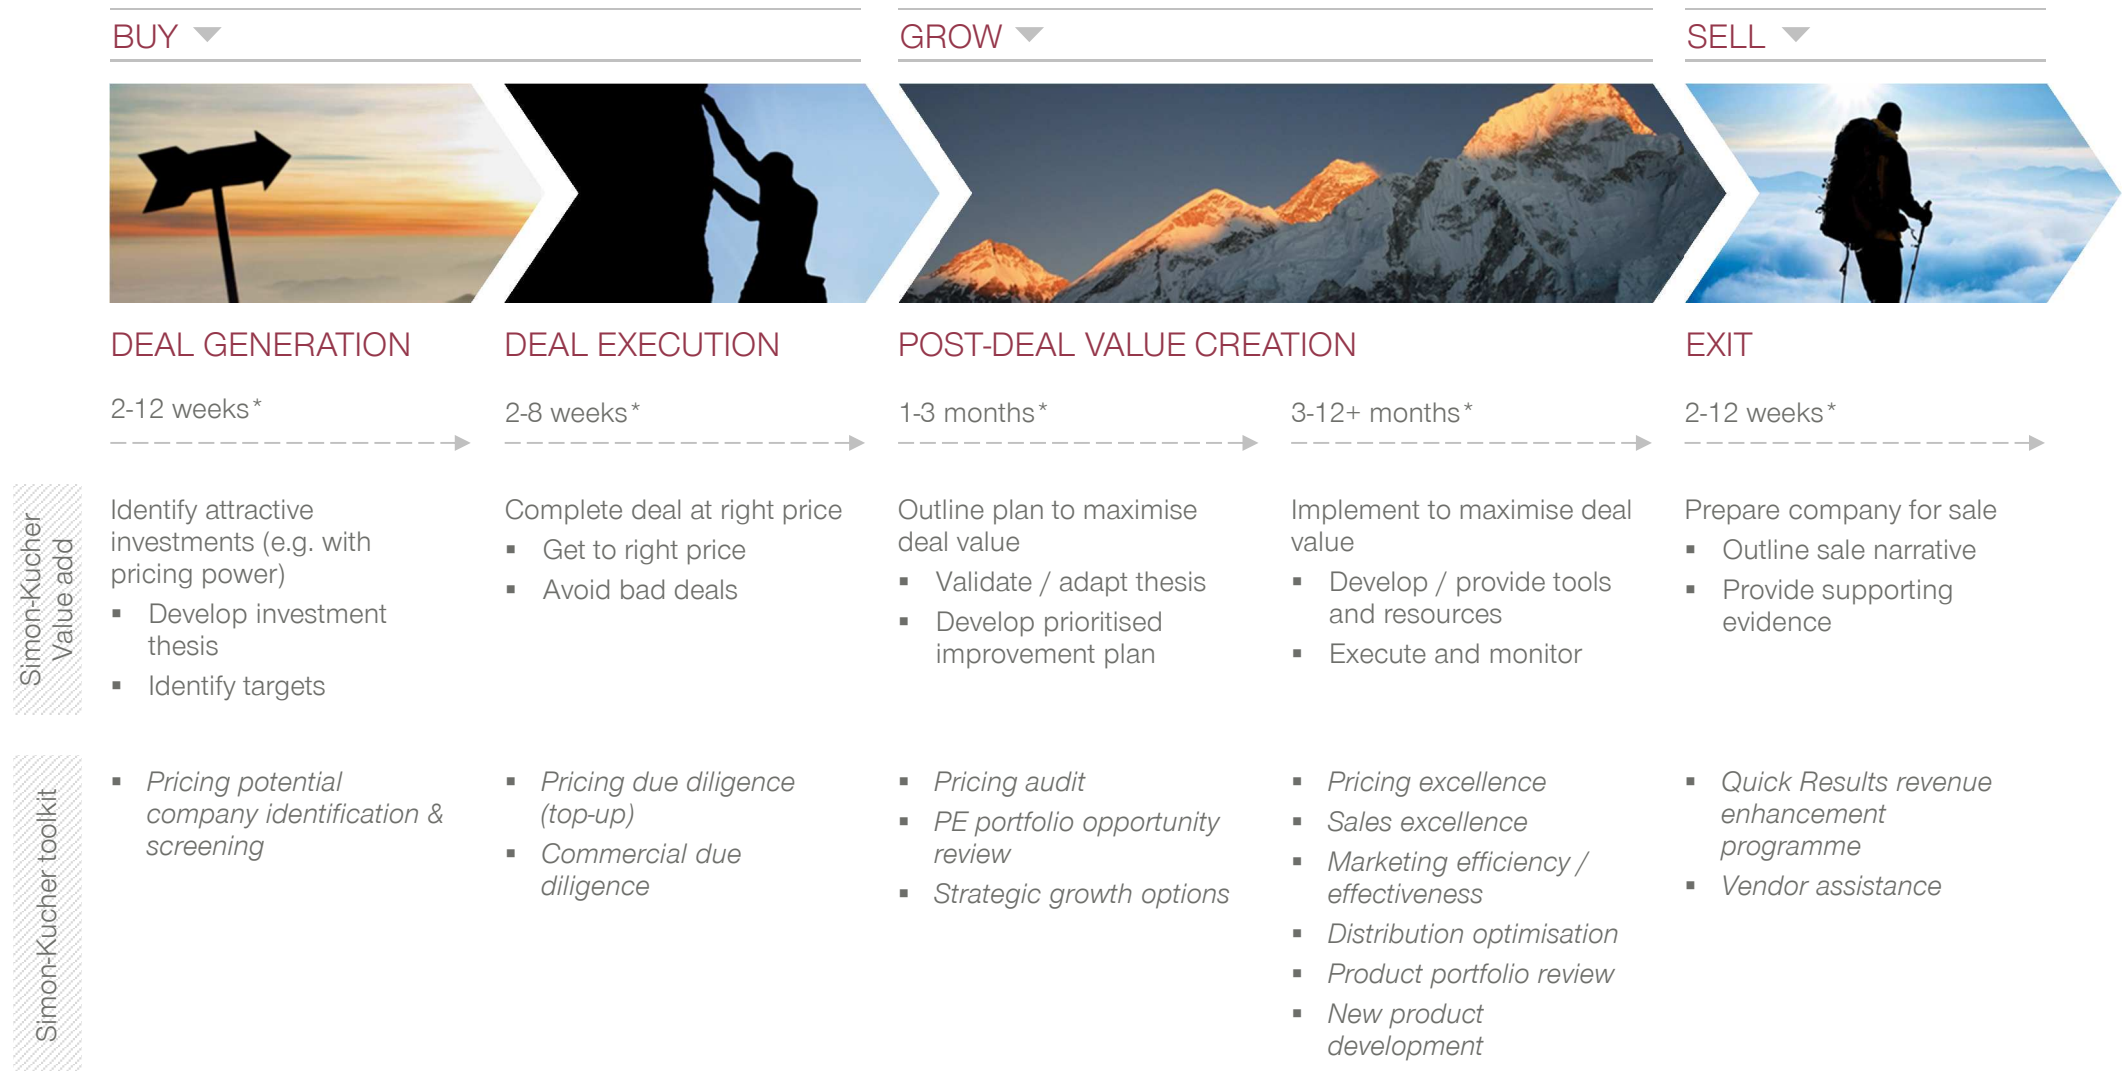 BUY
GROW
SELL
DEAL GENERATION
DEAL EXECUTION
POST-DEAL VALUE CREATION
EXIT
2-12 weeks*
2-8 weeks*
1-3 months*
3-12+ months*
2-12 weeks*
Simon-Kucher
Value add
Identify attractive
investments (e.g. with
pricing power)
▪ Develop investment
thesis
▪ Identify targets
Complete deal at right price
▪ Get to right price
▪ Avoid bad deals
Outline plan to maximise
deal value
▪ Validate / adapt thesis
▪ Develop prioritised
improvement plan
Implement to maximise deal
value
▪ Develop / provide tools
and resources
▪ Execute and monitor
Prepare company for sale
▪ Outline sale narrative
▪ Provide supporting
evidence
Simon-Kucher toolkit
▪ Pricing potential
company identification &
screening
▪ Pricing due diligence
(top-up)
▪ Commercial due
diligence
▪ Pricing audit
▪ PE portfolio opportunity
review
▪ Strategic growth options
▪ Pricing excellence
▪ Sales excellence
▪ Marketing efficiency /
effectiveness
▪ Distribution optimisation
▪ Product portfolio review
▪ New product
development
▪ Quick Results revenue
enhancement
programme
▪ Vendor assistance